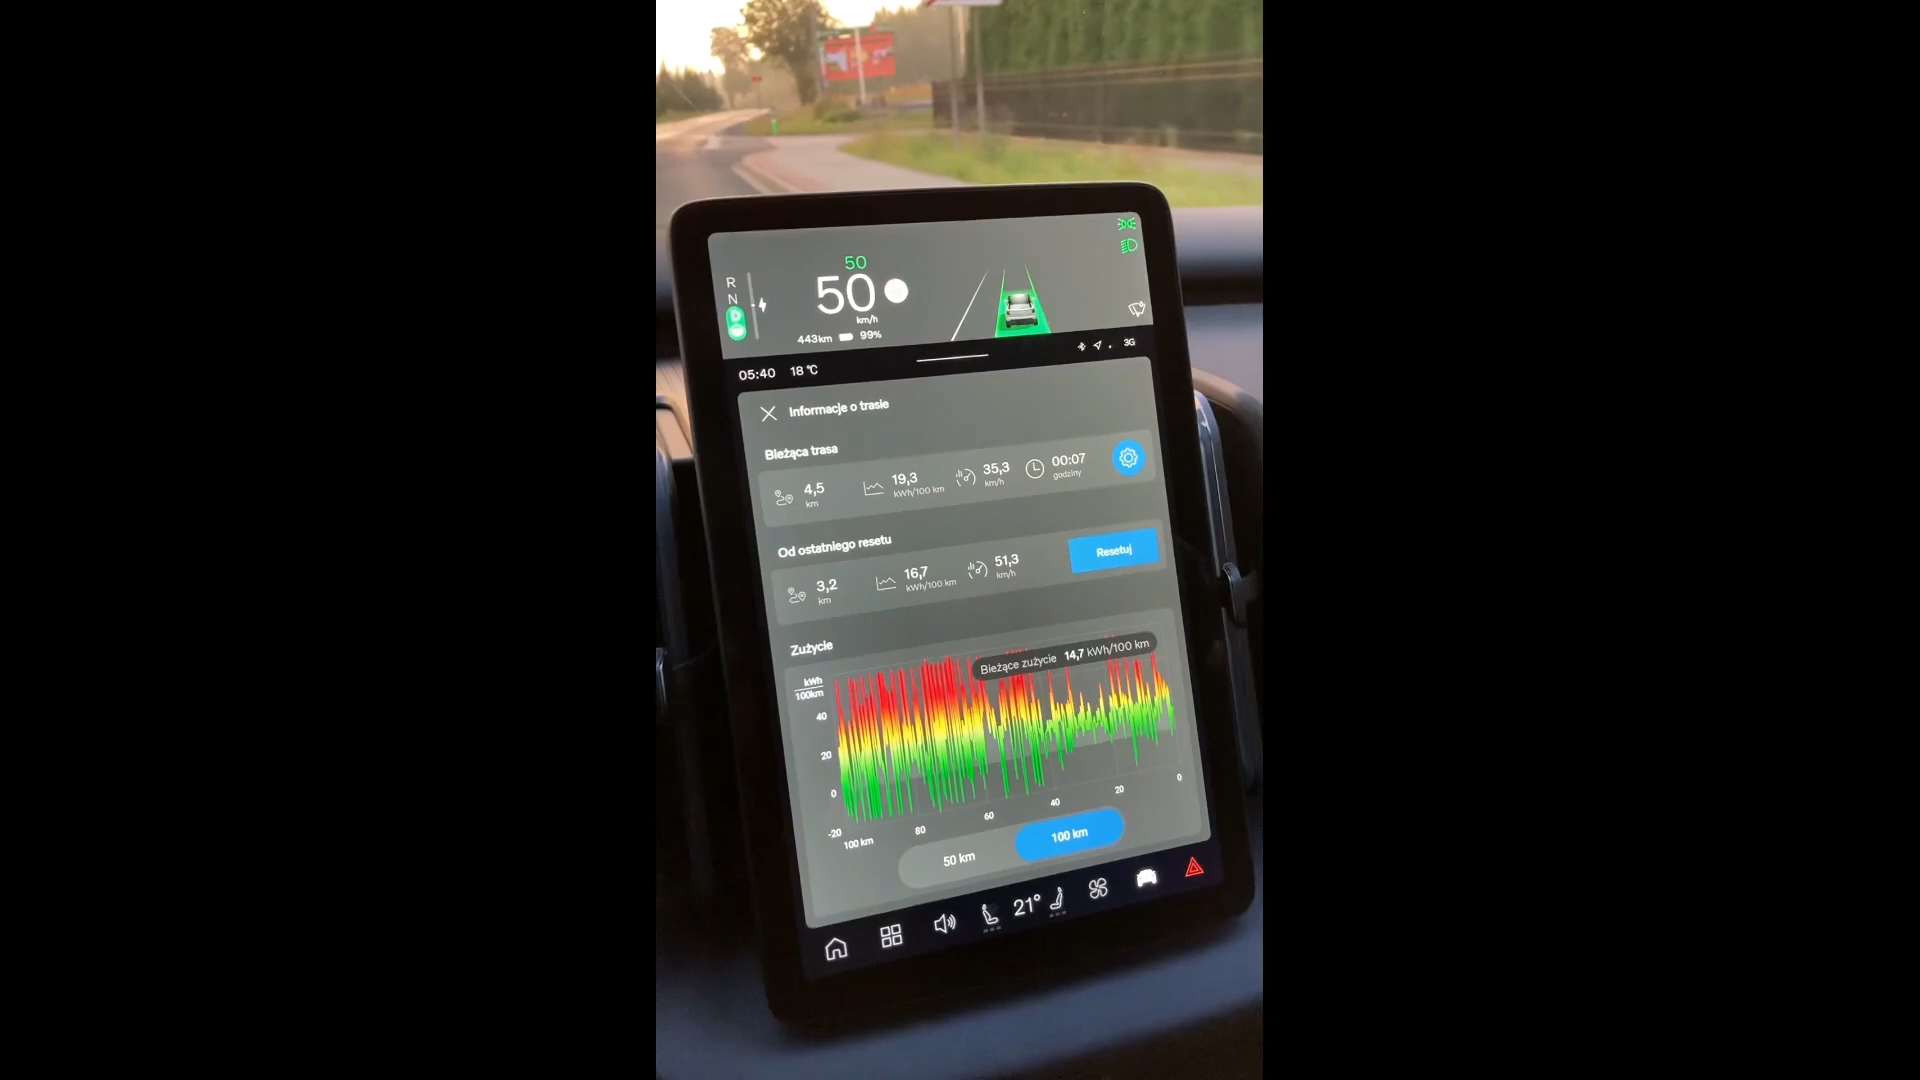 50
R
N
D
50
km/h
443km 99%
05:40 18 °C
3G
Informacje o trasie
Bieżąca trasa
4,5
km
19,3
kWh/100 km
35,3
km/h
00:07
godziny
Od ostatniego resetu
3,2
km
16,7
kWh/100 km
51,3
km/h
Resetuj
Zużycie
Bieżące zużycie 14,7 kWh/100 km
kWh
100km
40
20
0
-20
100 km 80 60 40 20 0
50 km 100 km
21°